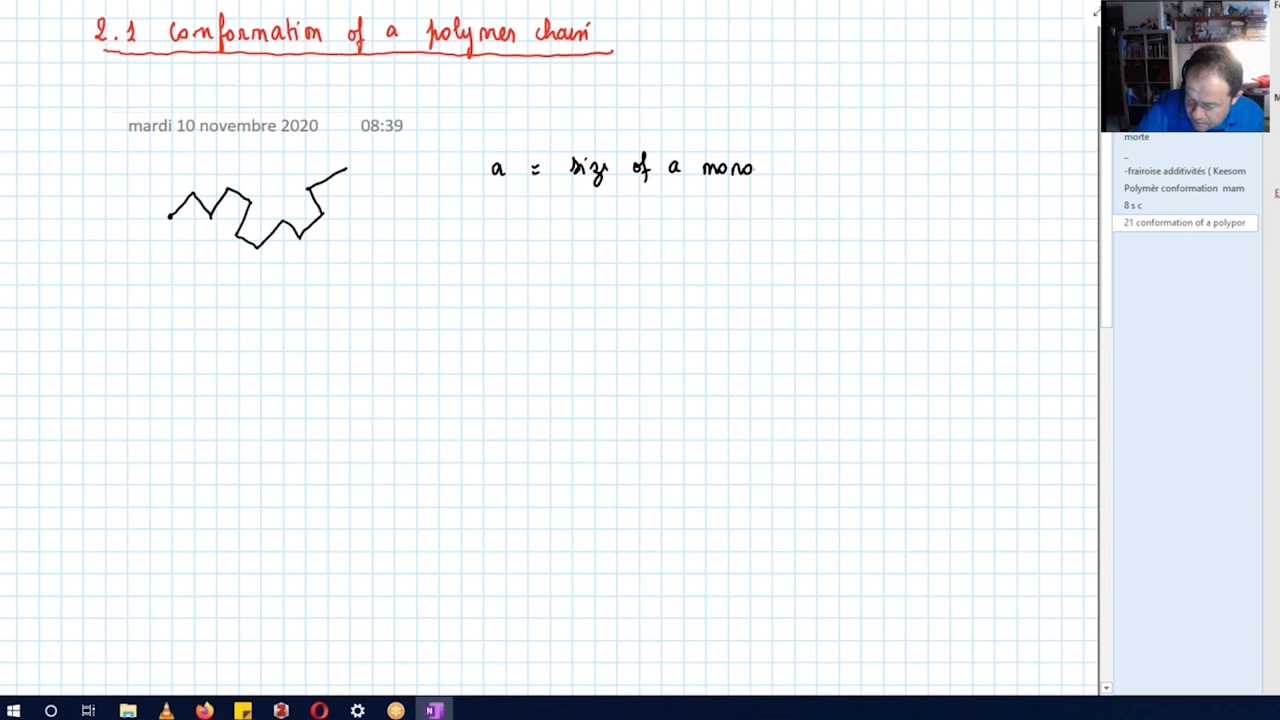 2.1 conformation of a polymer chain
mardi 10 novembre 2020 08:39
a = size of a mono
morte
-frairoise additivités ( Keesom
Polymèr conformation mam
8 s c
21 conformation of a polypor